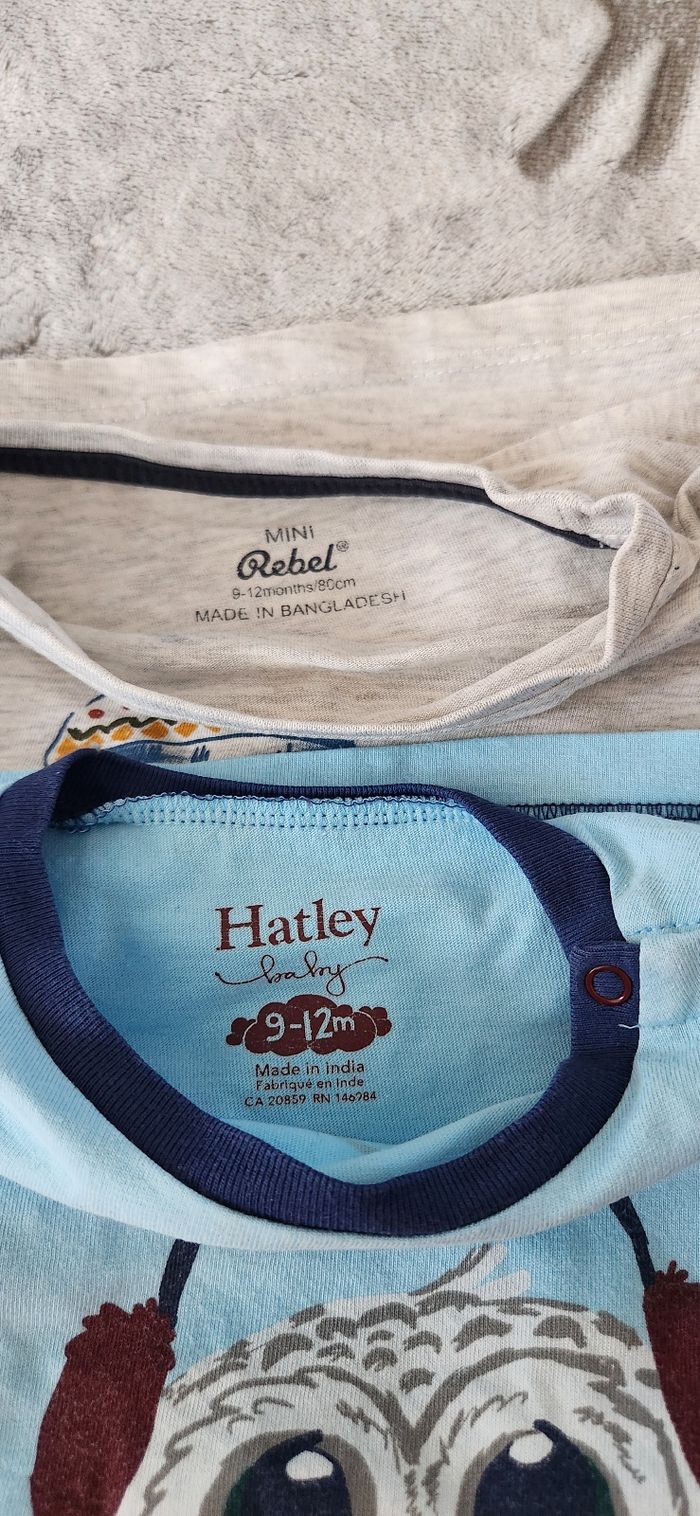 MINI
Rebel®
9-12months/80cm
MADE IN BANGLADESH
Hatley
baby
9-12m
Made in india
Fabriqué en Inde
CA 20859 RN 146984